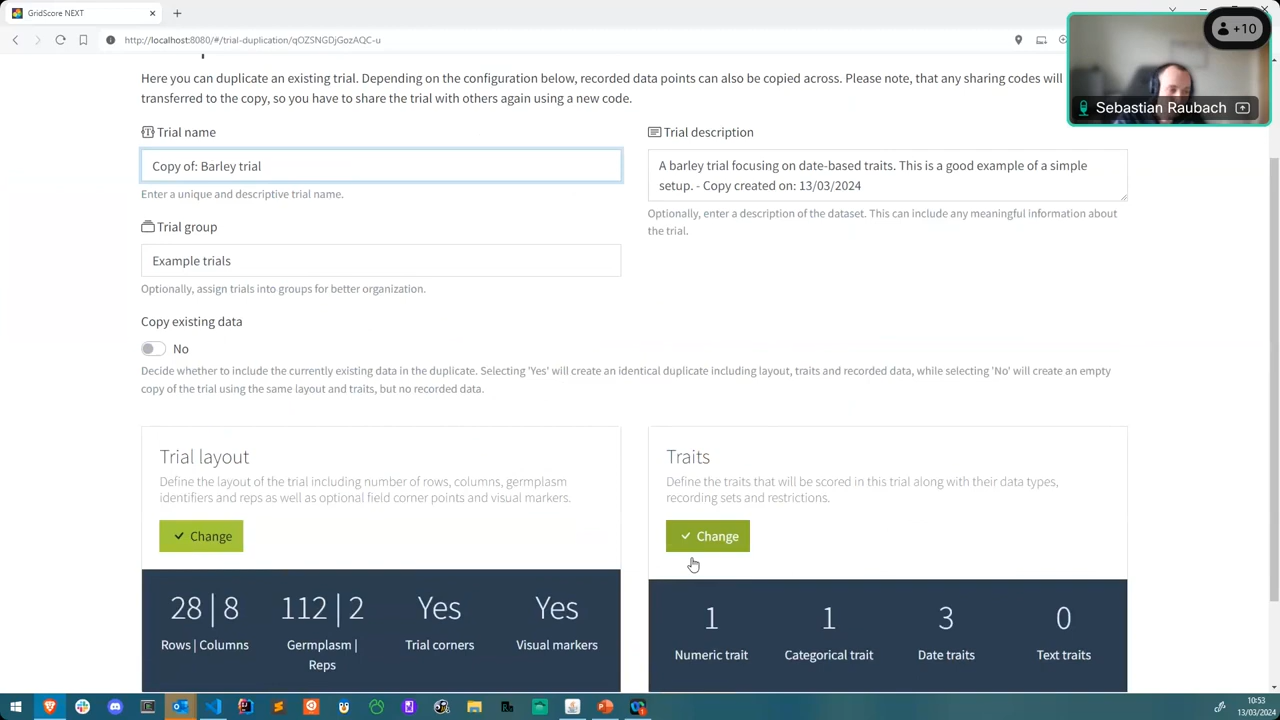 GridScore NEXT
http://localhost:8080/#/trial-duplication/qOZSNGDjGozAQC-u
+10
Sebastian Raubach
Here you can duplicate an existing trial. Depending on the configuration below, recorded data points can also be copied across. Please note, that any sharing codes will
transferred to the copy, so you have to share the trial with others again using a new code.
Trial name
Copy of: Barley trial
Enter a unique and descriptive trial name.
Trial description
A barley trial focusing on date-based traits. This is a good example of a simple
setup. - Copy created on: 13/03/2024
Optionally, enter a description of the dataset. This can include any meaningful information about
the trial.
Trial group
Example trials
Optionally, assign trials into groups for better organization.
Copy existing data
No
Decide whether to include the currently existing data in the duplicate. Selecting 'Yes' will create an identical duplicate including layout, traits and recorded data, while selecting 'No' will create an empty
copy of the trial using the same layout and traits, but no recorded data.
Trial layout
Define the layout of the trial including number of rows, columns, germplasm
identifiers and reps as well as optional field corner points and visual markers.
Change
28 | 8
Rows | Columns
112 | 2
Germplasm |
Reps
Yes
Trial corners
Yes
Visual markers
Traits
Define the traits that will be scored in this trial along with their data types,
recording sets and restrictions.
Change
1
Numeric trait
1
Categorical trait
3
Date traits
0
Text traits
10:53
13/03/2024